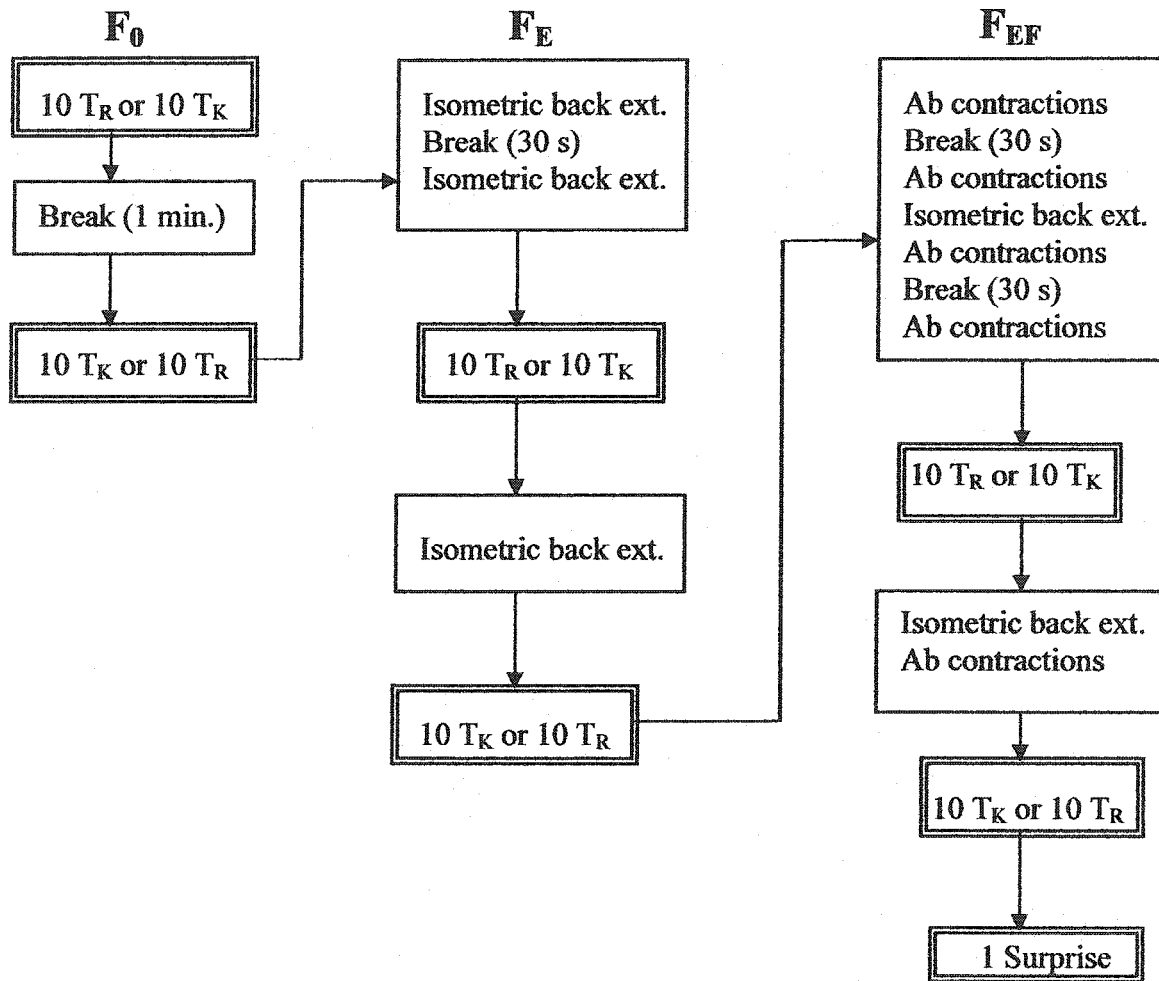 F0
10 TR or 10 TK
Break (1 min.)
10 TK or 10 TR
FE
Isometric back ext.
Break (30 s)
Isometric back ext.
10 TR or 10 TK
Isometric back ext.
10 TK or 10 TR
FEF
Ab contractions
Break (30 s)
Ab contractions
Isometric back ext.
Ab contractions
Break (30 s)
Ab contractions
10 TR or 10 TK
Isometric back ext.
Ab contractions
10 TK or 10 TR
1 Surprise